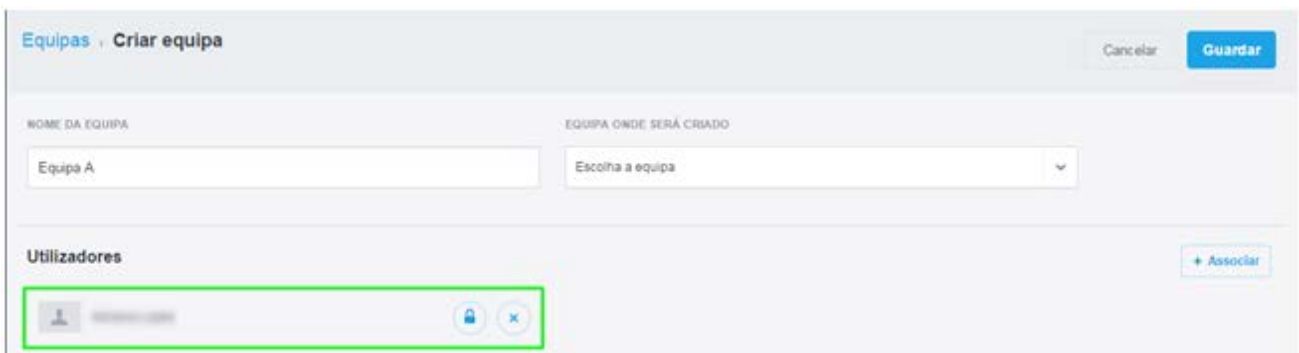 Equipas › Criar equipa
Cancelar
Guardar
NOME DA EQUIPA
EQUIPA ONDE SERÁ CRIADO
Equipa A
Escolha a equipa
Utilizadores
+ Associar